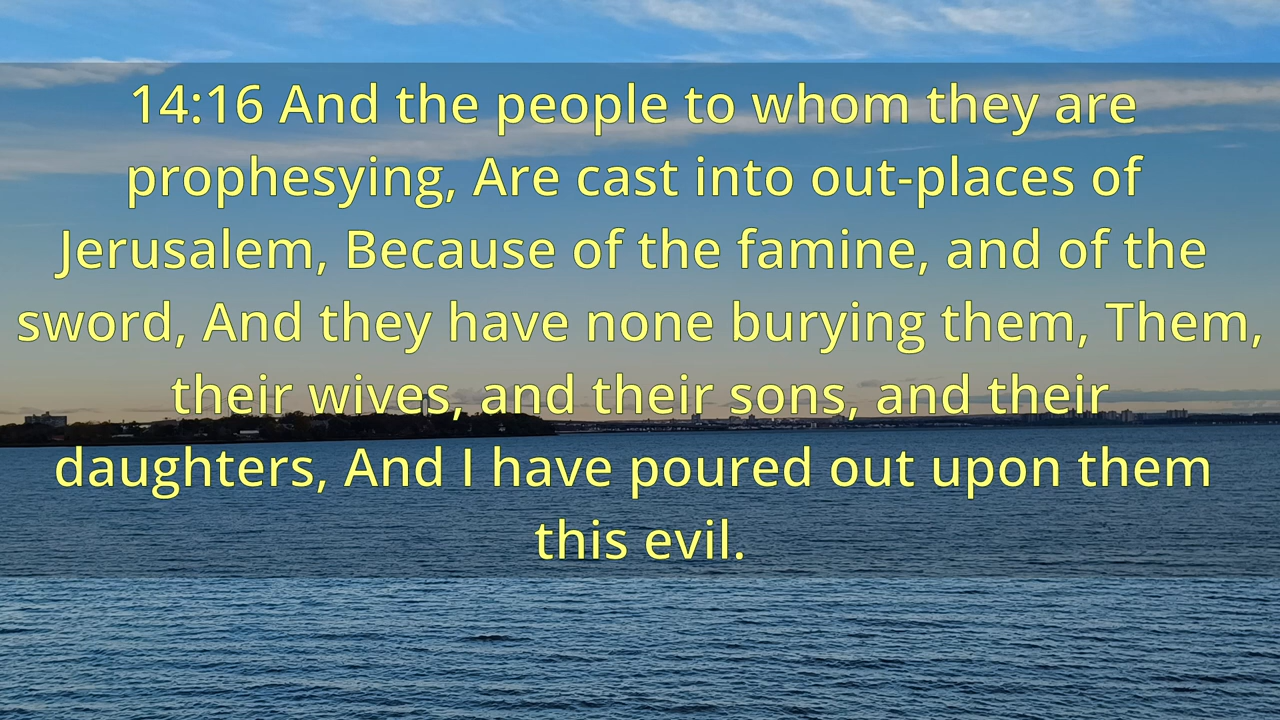 14:16 And the people to whom they are
prophesying, Are cast into out-places of
Jerusalem, Because of the famine, and of the
sword, And they have none burying them, Them,
their wives, and their sons, and their
daughters, And I have poured out upon them
this evil.